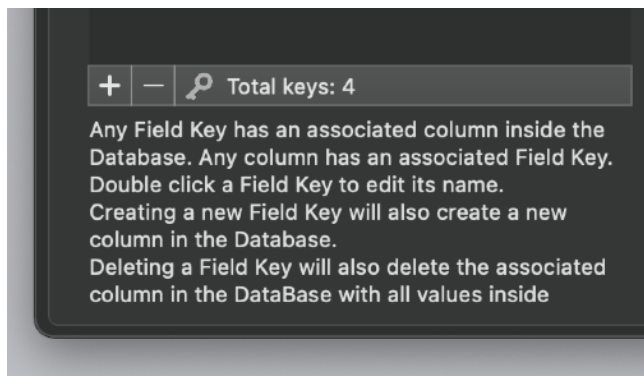 + − Total keys: 4
Any Field Key has an associated column inside the
Database. Any column has an associated Field Key.
Double click a Field Key to edit its name.
Creating a new Field Key will also create a new
column in the Database.
Deleting a Field Key will also delete the associated
column in the DataBase with all values inside